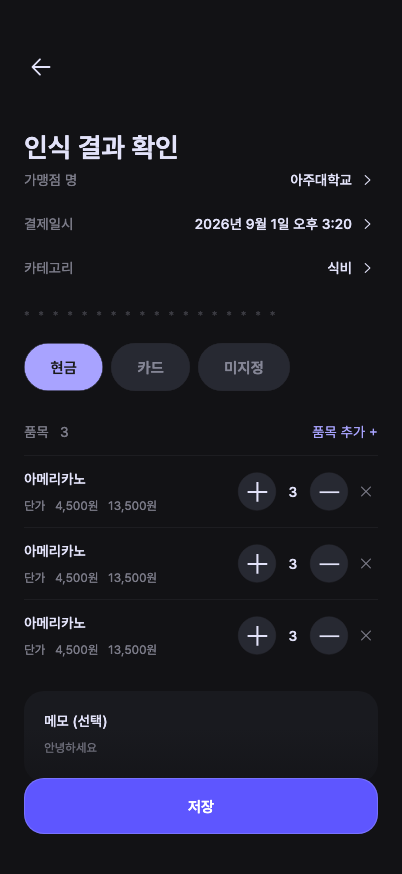 인식 결과 확인
가맹점 명 아주대학교
결제일시 2026년 9월 1일 오후 3:20
카테고리 식비
현금 카드 미지정
품목 3 품목 추가 +
아메리카노
단가 4,500원 13,500원
3
아메리카노
단가 4,500원 13,500원
3
아메리카노
단가 4,500원 13,500원
3
메모 (선택)
안녕하세요
저장